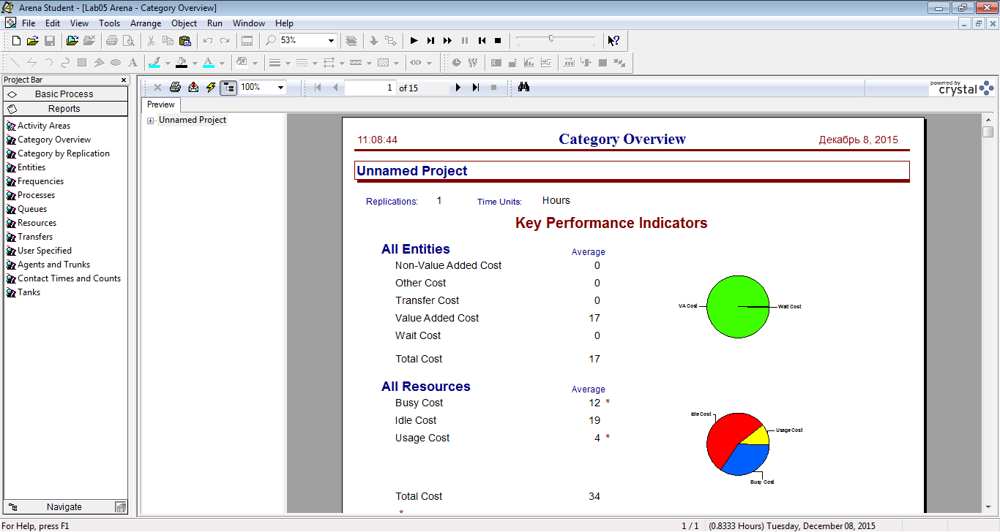 Arena Student - [Lab05 Arena - Category Overview]
File Edit View Tools Arrange Object Run Window Help
53%
Project Bar
Basic Process
Reports
Activity Areas
Category Overview
Category by Replication
Entities
Frequencies
Processes
Queues
Resources
Transfers
User Specified
Agents and Trunks
Contact Times and Counts
Tanks
Navigate
100%
1 of 15
powered by
crystal
Preview
Unnamed Project
11:08:44 Category Overview Декабрь 8, 2015
Unnamed Project
Replications: 1 Time Units: Hours
Key Performance Indicators
All Entities Average
Non-Value Added Cost 0
Other Cost 0
Transfer Cost 0
Value Added Cost 17
Wait Cost 0
Total Cost 17
VA Cost Wait Cost
All Resources Average
Busy Cost 12 *
Idle Cost 19
Usage Cost 4 *
Total Cost 34
*
Idle Cost
Usage Cost
Busy Cost
For Help, press F1 1 / 1 (0.8333 Hours) Tuesday, December 08, 2015